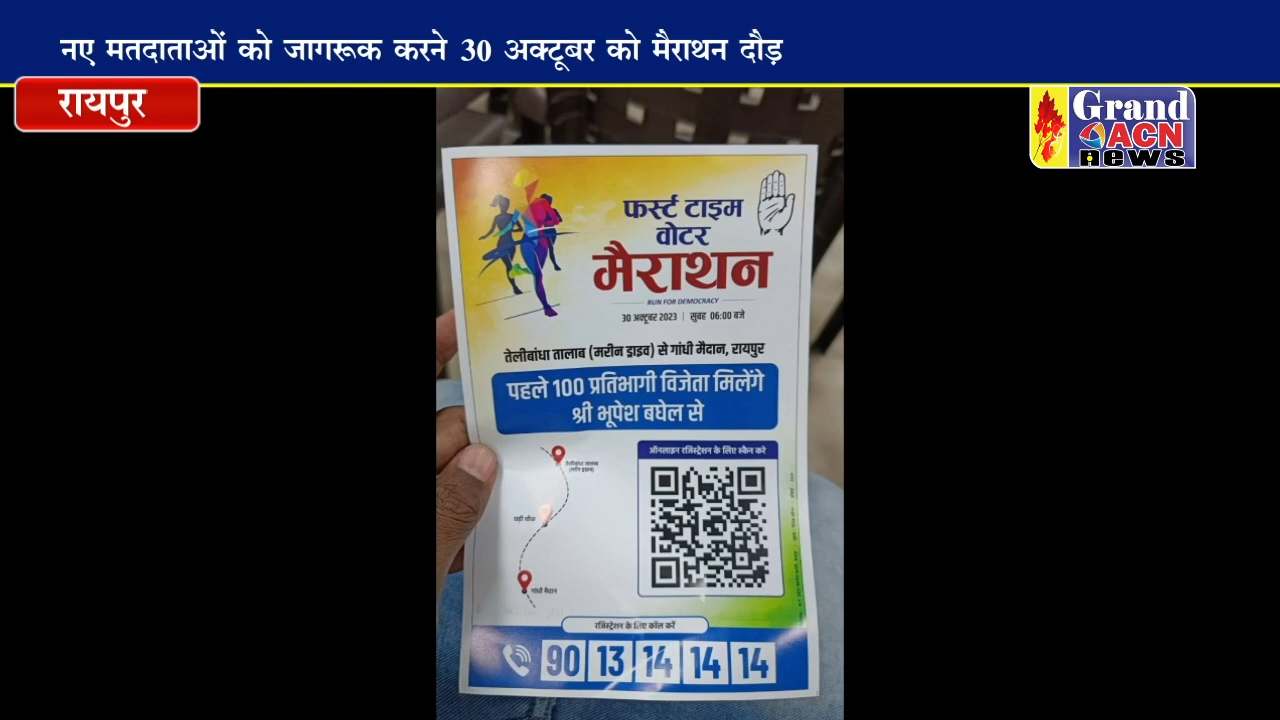 नए मतदाताओं को जागरूक करने 30 अक्टूबर को मैराथन दौड़
रायपुर
Grand
ACN
news
फर्स्ट टाइम
वोटर
मैराथन
RUN FOR DEMOCRACY
30 अक्टूबर 2023 | सुबह 06:00 बजे
तेलीबांधा तालाब (मरीन ड्राइव) से गांधी मैदान, रायपुर
पहले 100 प्रतिभागी विजेता मिलेंगे
श्री भूपेश बघेल से
ऑनलाइन रजिस्ट्रेशन के लिए स्कैन करे
तेलीबांधा तालाब
(मरीन ड्राइव)
गांधी मैदान
रजिस्ट्रेशन के लिए कॉल करें
90 13 14 14 14